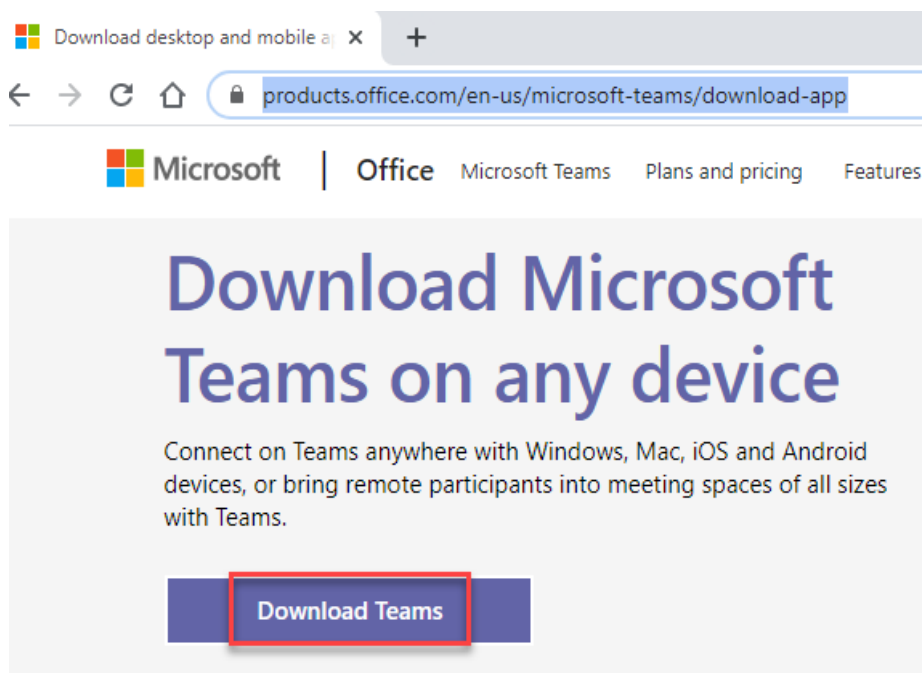 Download desktop and mobile a
products.office.com/en-us/microsoft-teams/download-app
Microsoft | Office Microsoft Teams Plans and pricing Features
Download Microsoft
Teams on any device
Connect on Teams anywhere with Windows, Mac, iOS and Android
devices, or bring remote participants into meeting spaces of all sizes
with Teams.
Download Teams